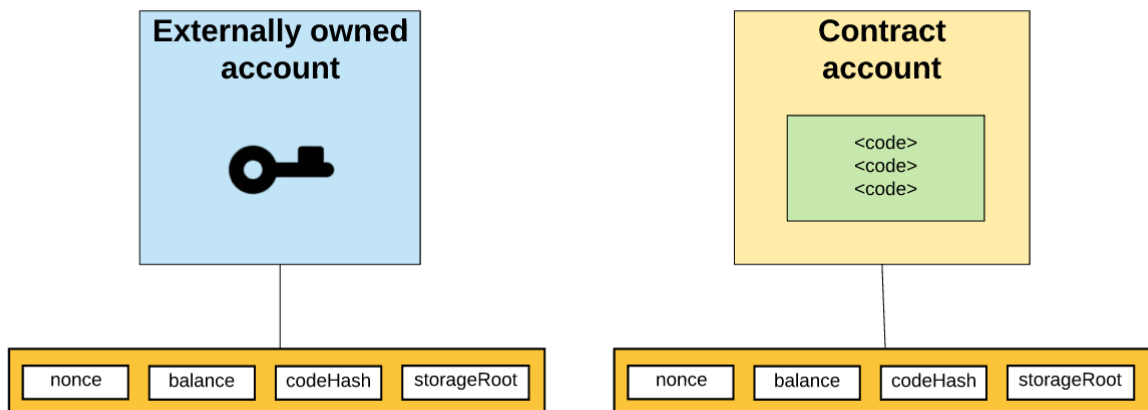 Externally owned
account
Contract
account
<code>
<code>
<code>
nonce
balance
codeHash
storageRoot
nonce
balance
codeHash
storageRoot